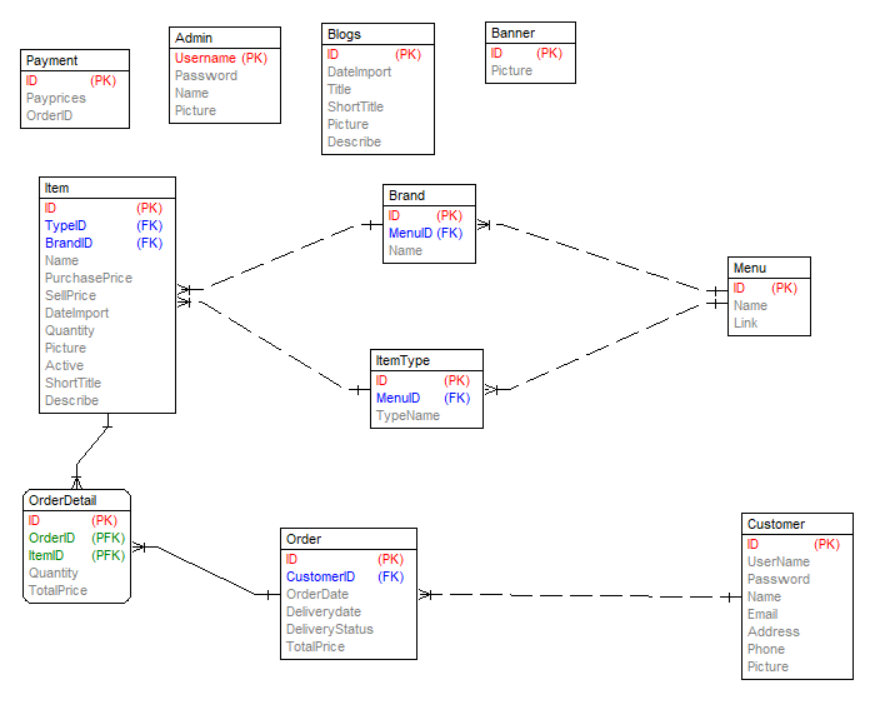 Payment
ID (PK)
Payprices
OrderID
Admin
Username (PK)
Password
Name
Picture
Blogs
ID (PK)
DateImport
Title
ShortTitle
Picture
Describe
Banner
ID (PK)
Picture
Item
ID (PK)
TypeID (FK)
BrandID (FK)
Name
PurchasePrice
SellPrice
DateImport
Quantity
Picture
Active
ShortTitle
Describe
Brand
ID (PK)
MenuID (FK)
Name
Menu
ID (PK)
Name
Link
ItemType
ID (PK)
MenuID (FK)
TypeName
OrderDetail
ID (PK)
OrderID (PFK)
ItemID (PFK)
Quantity
TotalPrice
Order
ID (PK)
CustomerID (FK)
OrderDate
Deliverydate
DeliveryStatus
TotalPrice
Customer
ID (PK)
UserName
Password
Name
Email
Address
Phone
Picture